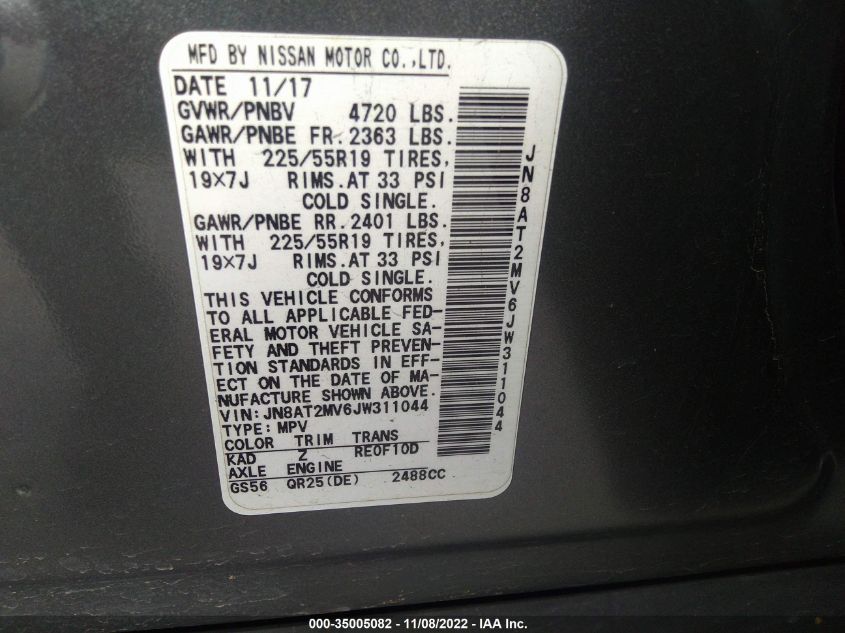 MFD BY NISSAN MOTOR CO.,LTD.
DATE 11/17
GVWR/PNBV 4720 LBS.
GAWR/PNBE FR.2363 LBS.
WITH 225/55R19 TIRES,
19×7J RIMS.AT 33 PSI
COLD SINGLE.
GAWR/PNBE RR.2401 LBS.
WITH 225/55R19 TIRES,
19×7J RIMS.AT 33 PSI
COLD SINGLE.
THIS VEHICLE CONFORMS
TO ALL APPLICABLE FED-
ERAL MOTOR VEHICLE SA-
FETY AND THEFT PREVEN-
TION STANDARDS IN EFF-
ECT ON THE DATE OF MA-
NUFACTURE SHOWN ABOVE.
VIN:JN8AT2MV6JW311044
TYPE:MPV
COLOR TRIM TRANS
KAD Z RE0F10D
AXLE ENGINE
GS56 QR25(DE) 2488CC
JN8AT2MV6JW311044
000-35005082 - 11/08/2022 - IAA Inc.